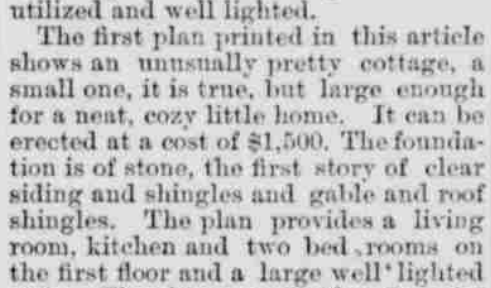 utilized and well lighted.
The first plan printed in this article
shows an unusually pretty cottage, a
small one, it is true, but large enough
for a neat, cozy little home. It can be
erected at a cost of $1,500. The founda-
tion is of stone, the first story of clear
siding and shingles and gable and roof
shingles. The plan provides a living
room, kitchen and two bed rooms on
the first floor and a large well lighted